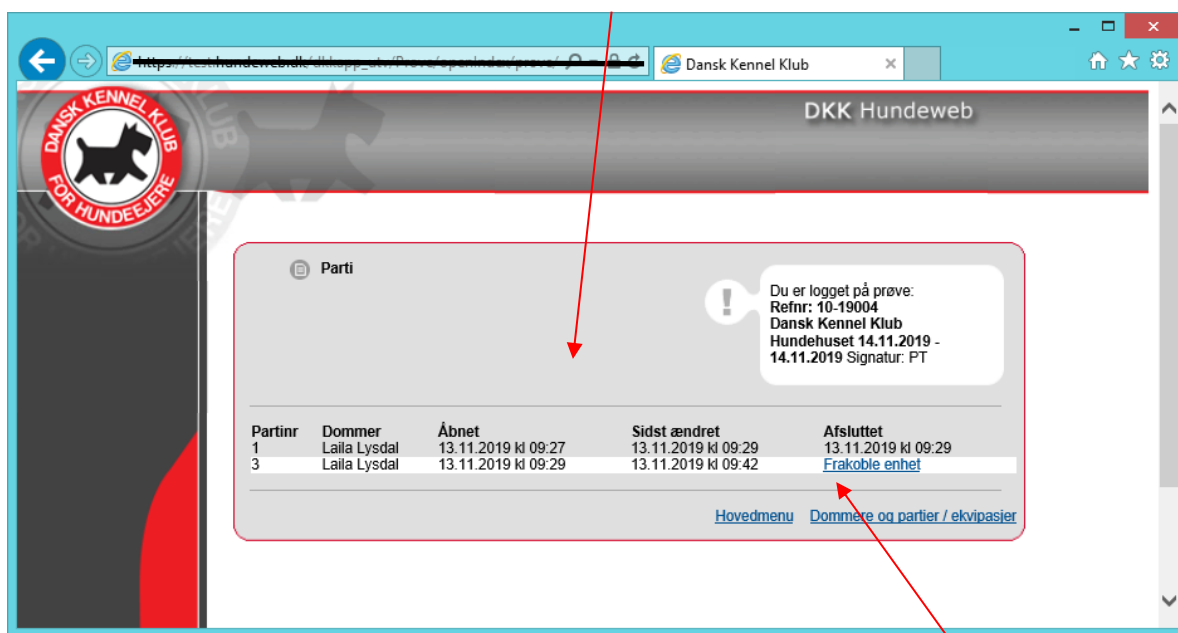 Dansk Kennel Klub
DKK Hundeweb
DANSK KENNEL KLUB
FOR HUNDEEJERE
Parti
Du er logget på prøve:
Refnr: 10-19004
Dansk Kennel Klub
Hundehuset 14.11.2019 -
14.11.2019 Signatur: PT
Partinr Dommer Åbnet Sidst ændret Afsluttet
1 Laila Lysdal 13.11.2019 kl 09:27 13.11.2019 kl 09:29 13.11.2019 kl 09:29
3 Laila Lysdal 13.11.2019 kl 09:29 13.11.2019 kl 09:42 Frakoble enhet
Hovedmenu Dommere og partier / ekvipasjer